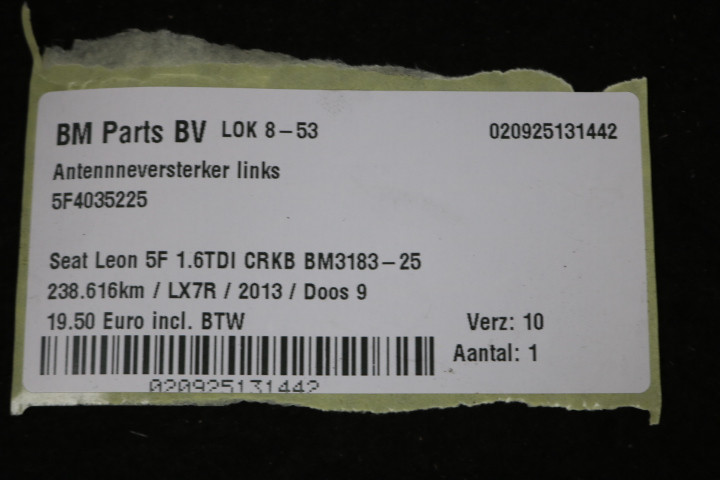 BM Parts BV LOK 8-53 020925131442
Antennneversterker links
5F4035225
Seat Leon 5F 1.6TDI CRKB BM3183-25
238.616km / LX7R / 2013 / Doos 9
19.50 Euro incl. BTW Verz: 10
Aantal: 1
020925131442